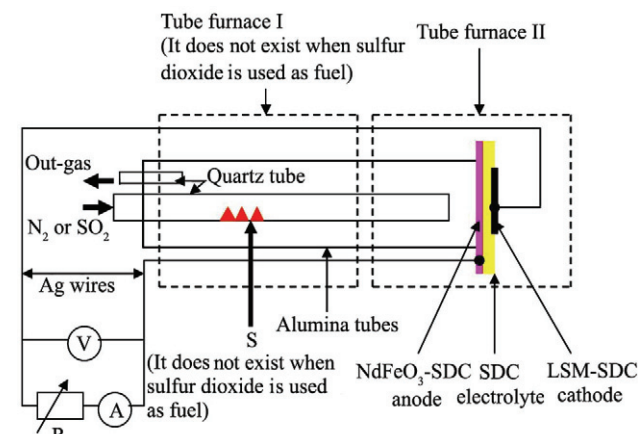 Tube furnace I
(It does not exist when sulfur
dioxide is used as fuel)
Tube furnace II
Out-gas
Quartz tube
N₂ or SO₂
Ag wires
S
Alumina tubes
(It does not exist when
sulfur dioxide is used
as fuel)
NdFeO₃-SDC
anode
SDC
electrolyte
LSM-SDC
cathode
V
A
R